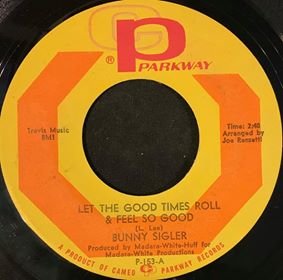 ® PARKWAY
Travis Music
BMI
Time: 2:40
Arranged by
Joe Renzetti
LET THE GOOD TIMES ROLL
& FEEL SO GOOD
(L. Lee)
BUNNY SIGLER
Produced by Madara-White-Huff for
Madara-White Productions
P-153-A
A PRODUCT OF CAMEO PARKWAY RECORDS